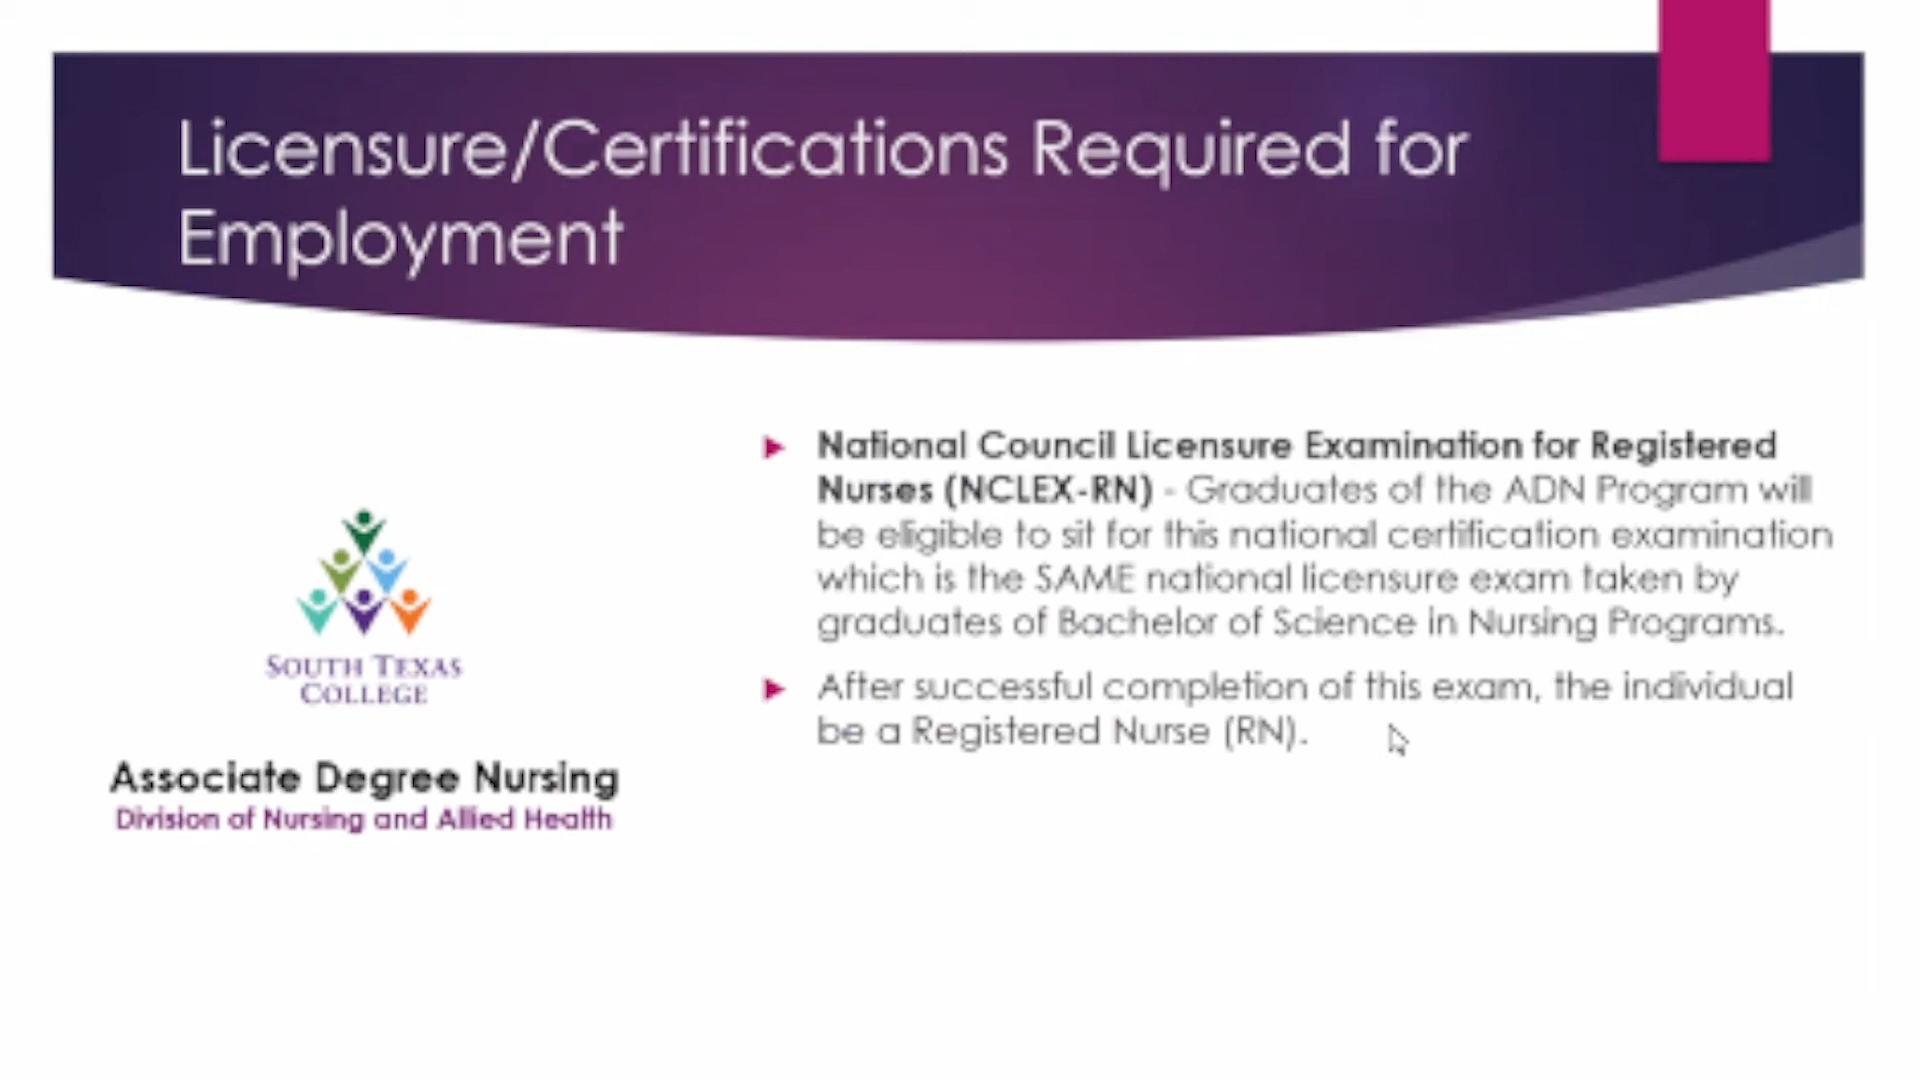 Licensure/Certifications Required for
Employment
National Council Licensure Examination for Registered
Nurses (NCLEX-RN) - Graduates of the ADN Program will
be eligible to sit for this national certification examination
which is the SAME national licensure exam taken by
graduates of Bachelor of Science in Nursing Programs.
After successful completion of this exam, the individual
be a Registered Nurse (RN).
SOUTH TEXAS
COLLEGE
Associate Degree Nursing
Division of Nursing and Allied Health